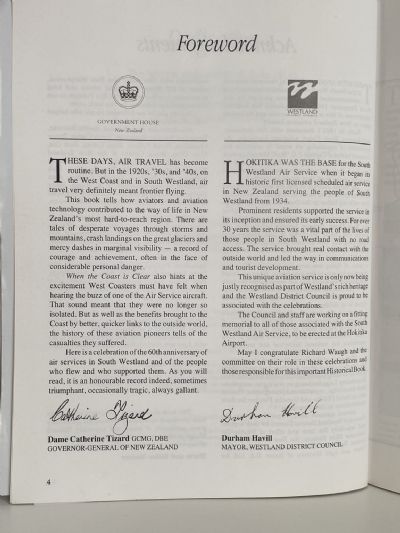 Foreword
GOVERNMENT HOUSE
New Zealand
WESTLAND
THESE DAYS, AIR TRAVEL has become
routine. But in the 1920s, '30s, and '40s, on
the West Coast and in South Westland, air
travel very definitely meant frontier flying.
This book tells how aviators and aviation
technology contributed to the way of life in New
Zealand's most hard-to-reach region. There are
tales of desperate voyages through storms and
mountains, crash landings on the great glaciers and
mercy dashes in marginal visibility — a record of
courage and achievement, often in the face of
considerable personal danger.
When the Coast is Clear also hints at the
excitement West Coasters must have felt when
hearing the buzz of one of the Air Service aircraft.
That sound meant that they were no longer so
isolated. But as well as the benefits brought to the
Coast by better, quicker links to the outside world,
the history of these aviation pioneers tells of the
casualties they suffered.
Here is a celebration of the 60th anniversary of
air services in South Westland and of the people
who flew and who supported them. As you will
read, it is an honourable record indeed, sometimes
triumphant, occasionally tragic, always gallant.
Catherine Tizard
Dame Catherine Tizard GCMG, DBE
GOVERNOR-GENERAL OF NEW ZEALAND
HOKITIKA WAS THE BASE for the South
Westland Air Service when it began its
historic first licensed scheduled air service
in New Zealand serving the people of South
Westland from 1934.
Prominent residents supported the service in
its inception and ensured its early success. For over
30 years the service was a vital part of the lives of
those people in South Westland with no road
access. The service brought real contact with the
outside world and led the way in communications
and tourist development.
This unique aviation service is only now being
justly recognised as part of Westland's rich heritage
and the Westland District Council is proud to be
associated with the celebrations.
The Council and staff are working on a fitting
memorial to all of those associated with the South
Westland Air Service, to be erected at the Hokitika
Airport.
May I congratulate Richard Waugh and the
committee on their role in these celebrations and
those responsible for this important Historical Book.
Durham Havill
Durham Havill
MAYOR, WESTLAND DISTRICT COUNCIL
4